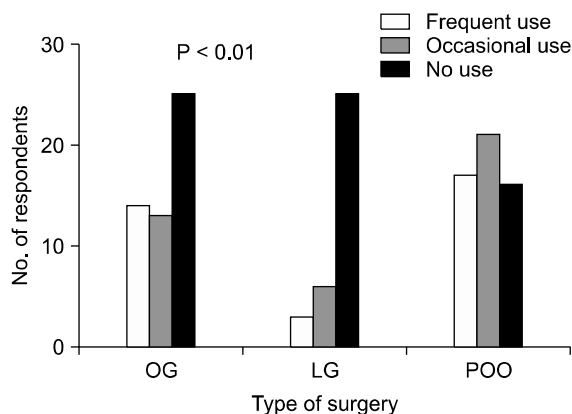 Frequent use
Occasional use
No use
P < 0.01
30
20
10
0
No. of respondents
OG
LG
POO
Type of surgery